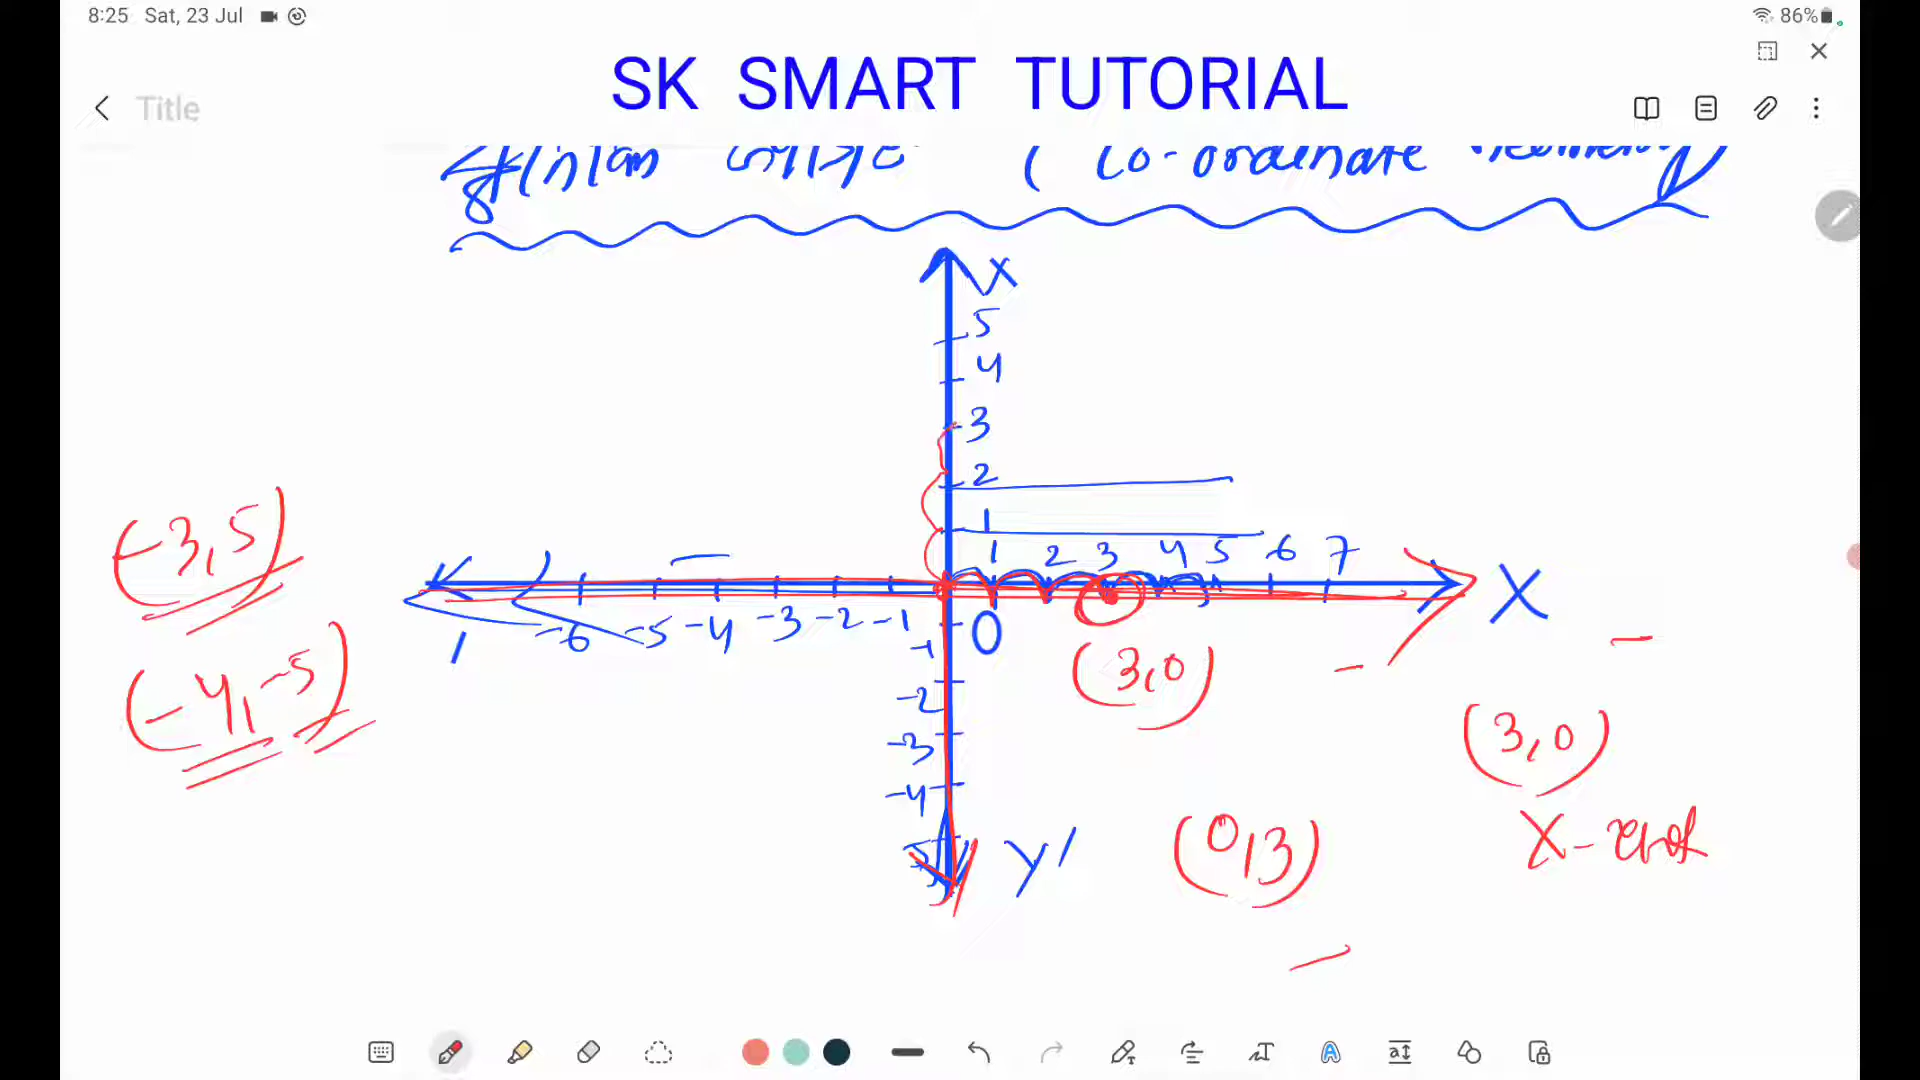 8:25 Sat, 23 Jul 86%
SK SMART TUTORIAL
Title
( Co-ordinate
X
5
4
3
2
1
1 2 3 4 5 6 7
X
-6 -5 -4 -3 -2 -1
0
-1
-2
-3
-4
y'
(-3,5)
(-4,-5)
(3,0)
(3,0)
(0,3)
X-